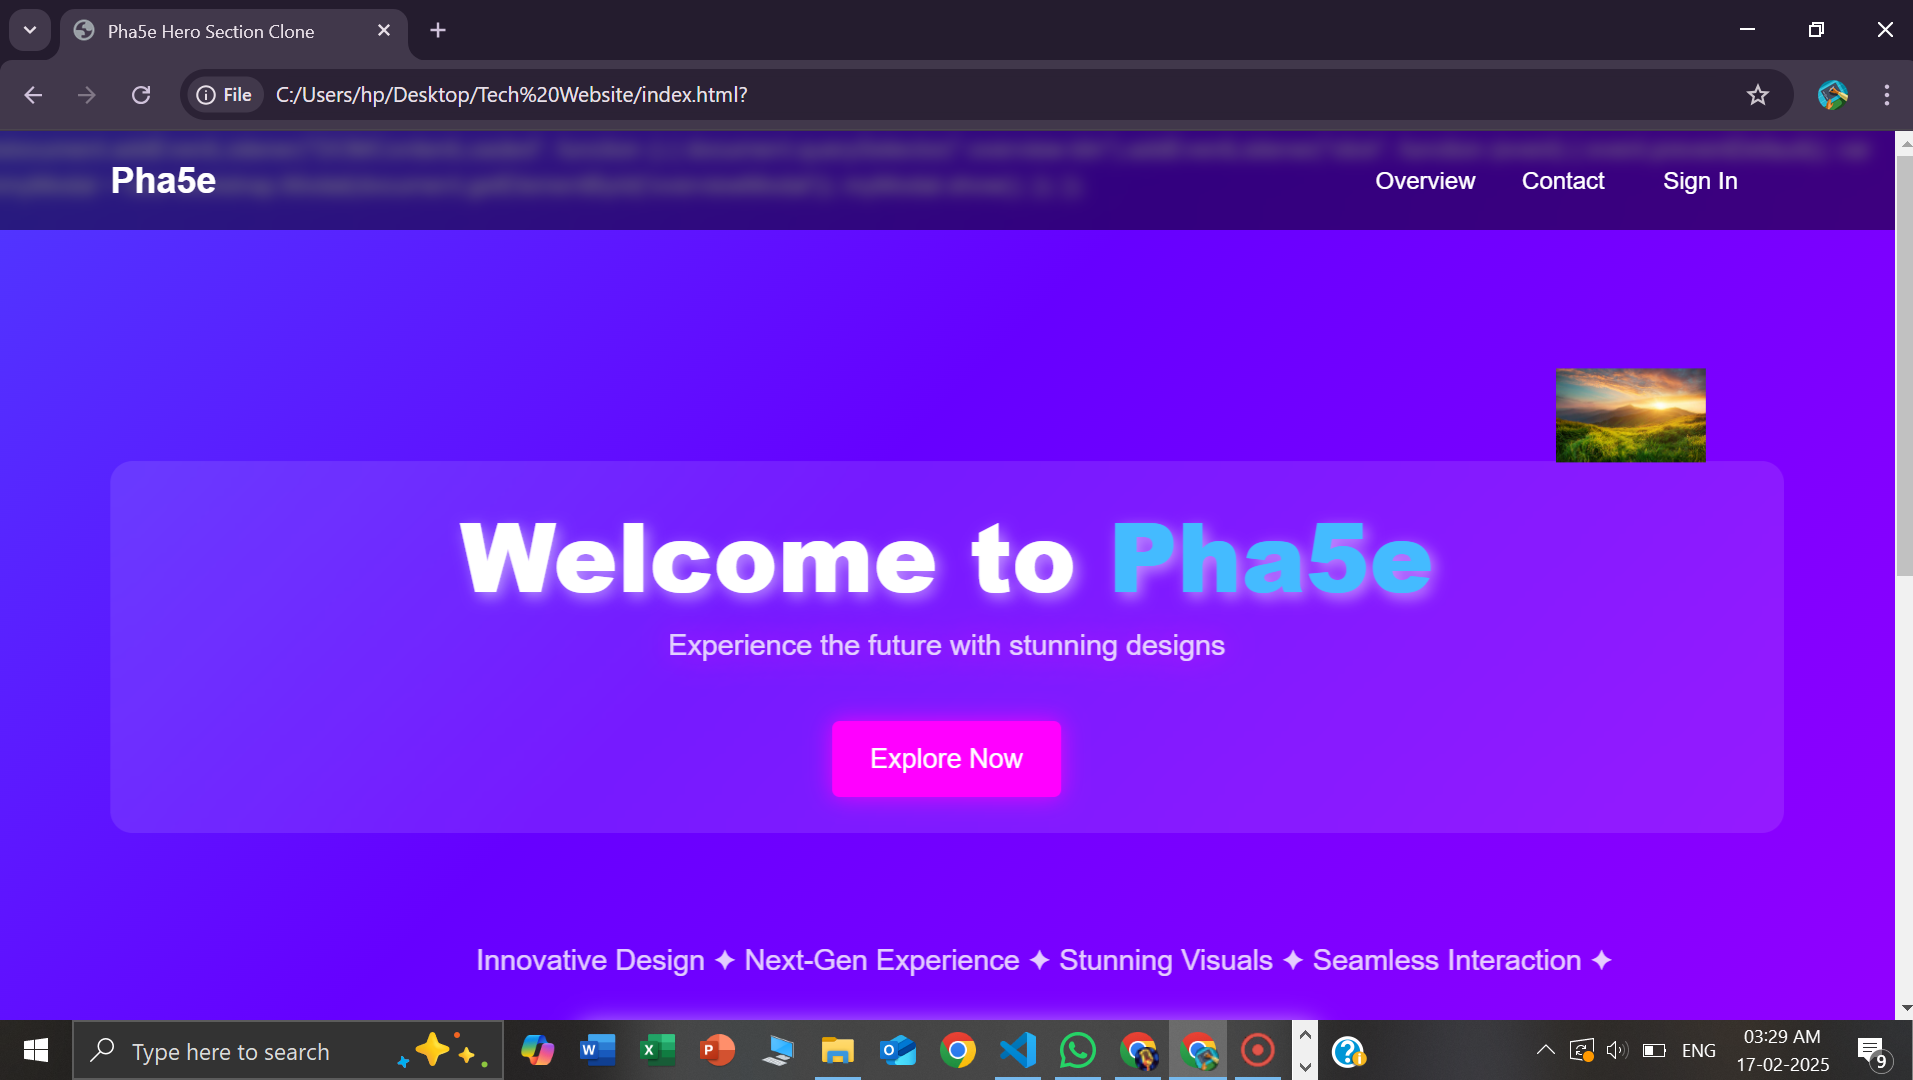 Pha5e Hero Section Clone
File C:/Users/hp/Desktop/Tech%20Website/index.html?
Pha5e Overview Contact Sign In
Welcome to Pha5e
Experience the future with stunning designs
Explore Now
Innovative Design ✦ Next-Gen Experience ✦ Stunning Visuals ✦ Seamless Interaction ✦
Type here to search
ENG
03:29 AM
17-02-2025
9